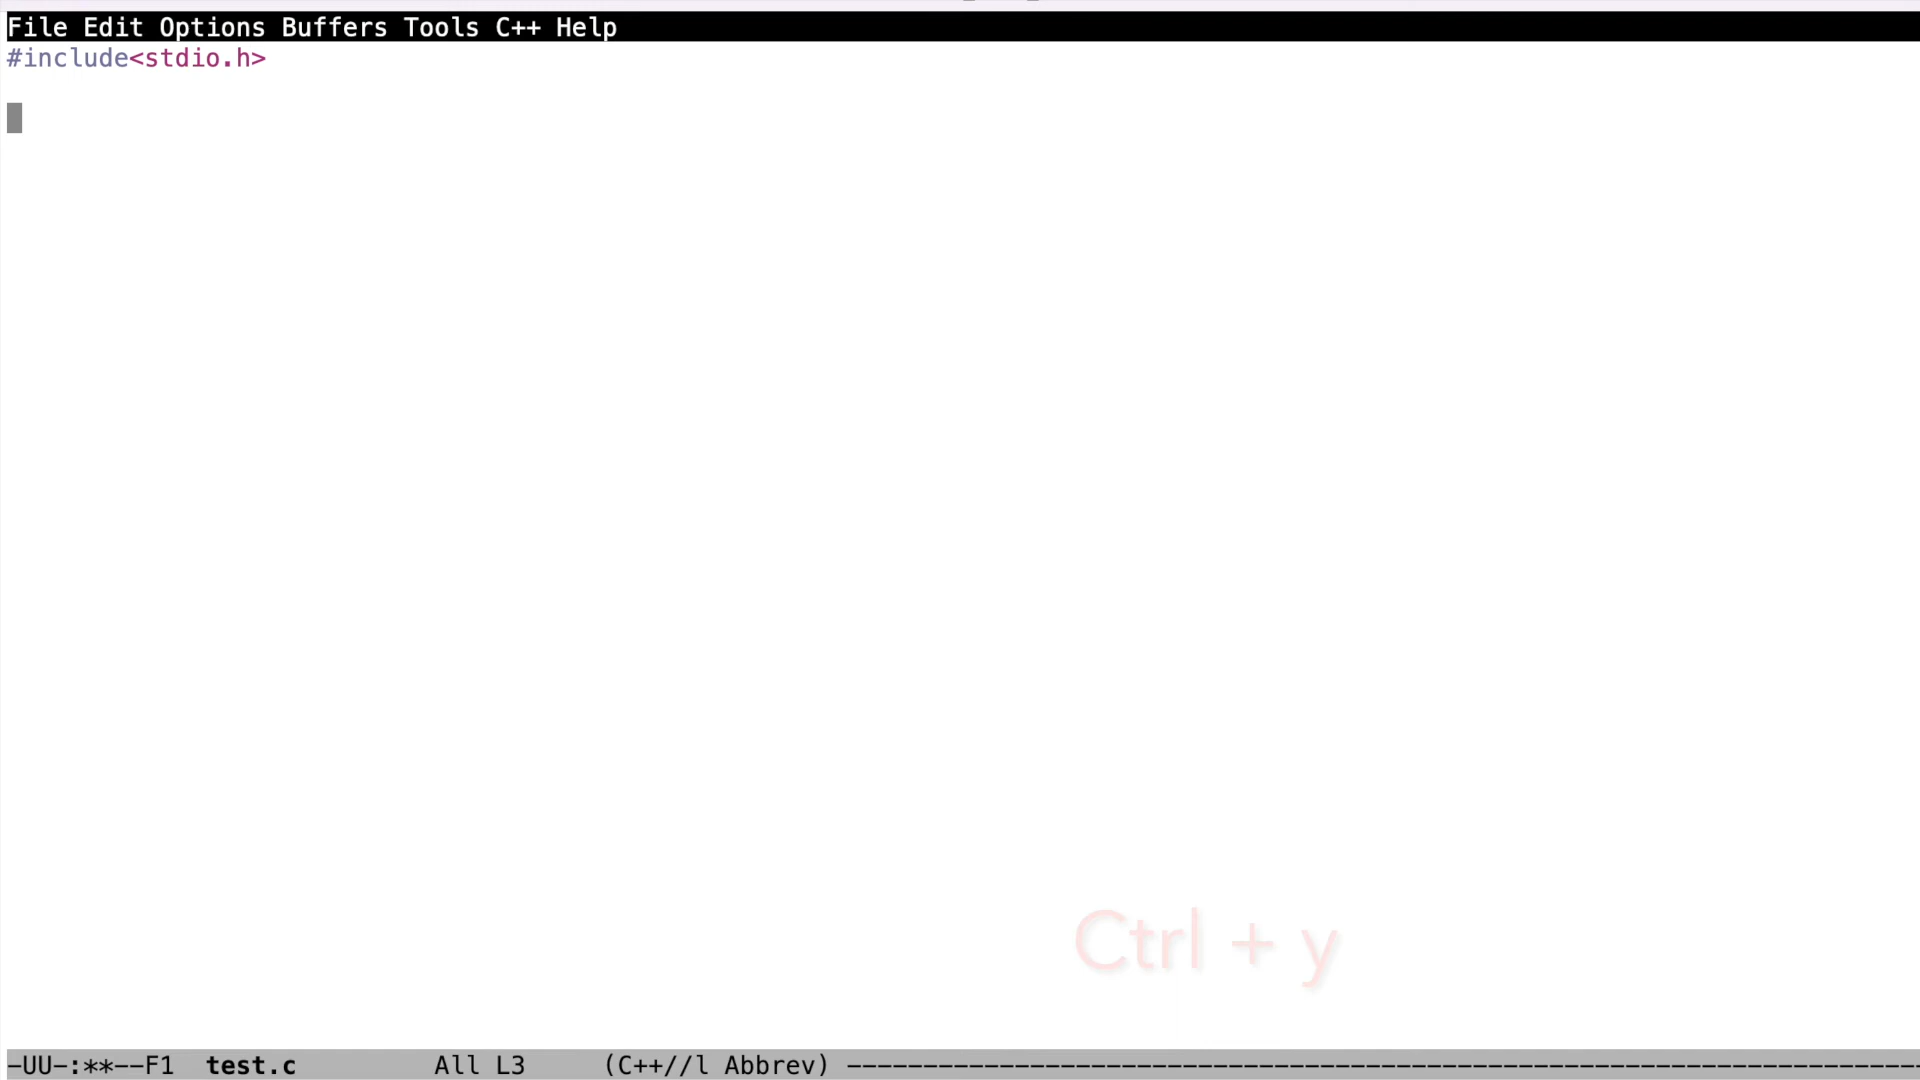 File Edit Options Buffers Tools C++ Help
#include<stdio.h>
Ctrl + y
-UU-:**--F1  test.c         All L3     (C++//l Abbrev) ----------------------------------------------------------------------